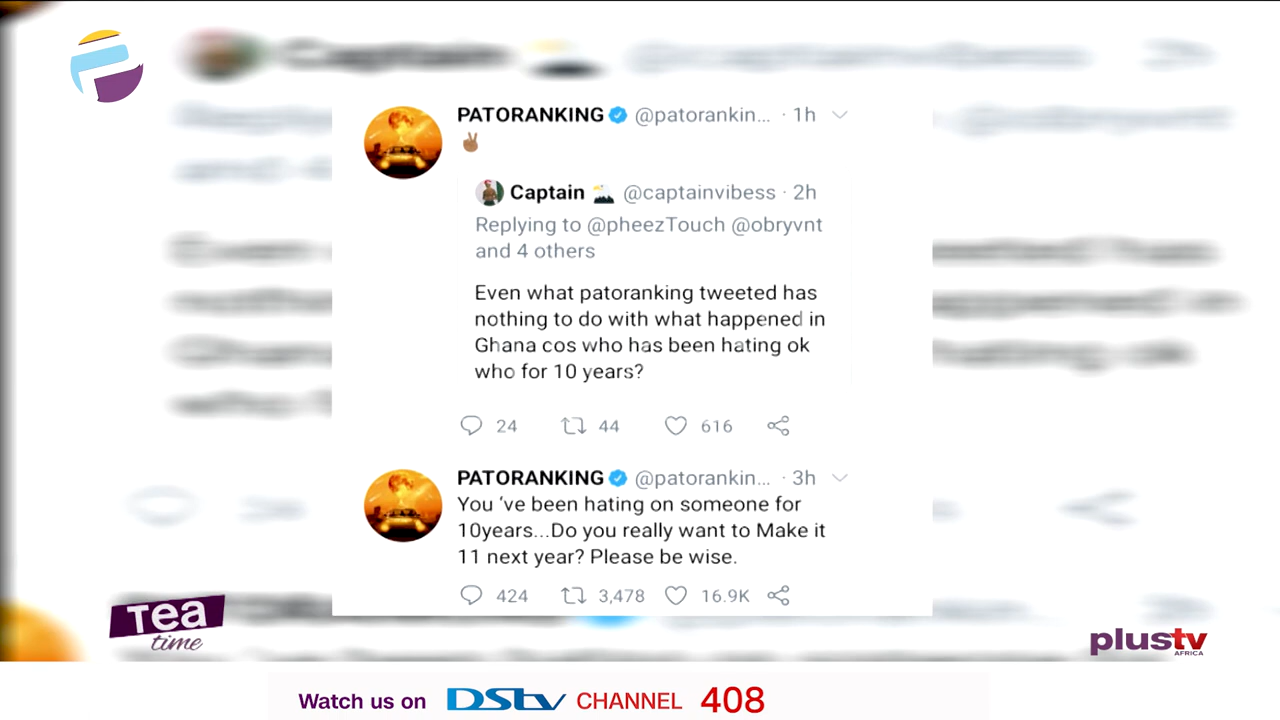 PATORANKING @patorankin... · 1h
✌🏽
Captain @captainvibess · 2h
Replying to @pheezTouch @obryvnt
and 4 others
Even what patoranking tweeted has
nothing to do with what happened in
Ghana cos who has been hating ok
who for 10 years?
24 44 616
PATORANKING @patorankin... · 3h
You 've been hating on someone for
10years...Do you really want to Make it
11 next year? Please be wise.
424 3,478 16.9K
Tea
time
plustv
AFRICA
Watch us on DStv CHANNEL 408